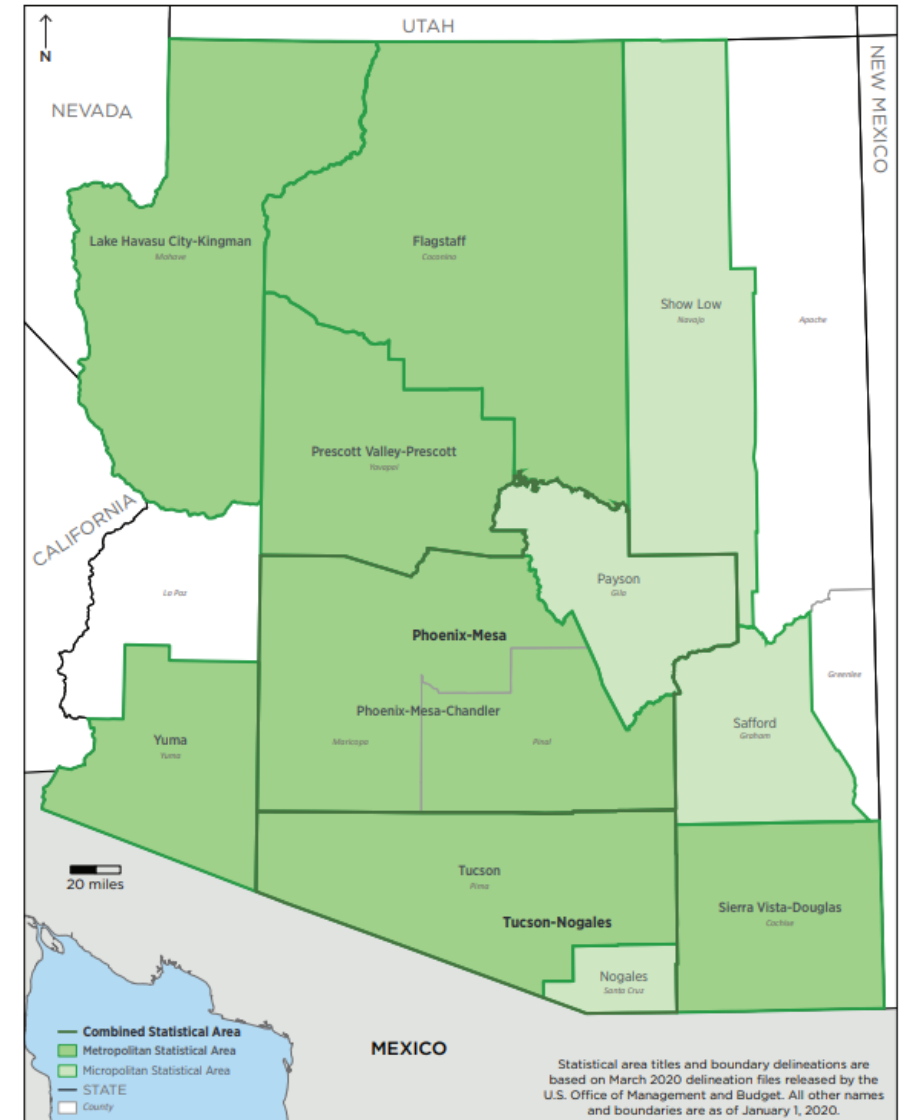 UTAH
N
NEVADA
NEW MEXICO
Lake Havasu City-Kingman
Mohave
Flagstaff
Coconino
Show Low
Navajo
Apache
Prescott Valley-Prescott
Yavapai
CALIFORNIA
La Paz
Payson
Gila
Phoenix-Mesa
Greenlee
Phoenix-Mesa-Chandler
Safford
Graham
Yuma
Yuma
Maricopa
Pinal
Tucson
Pima
20 miles
Sierra Vista-Douglas
Cochise
Tucson-Nogales
Nogales
Santa Cruz
Combined Statistical Area
Metropolitan Statistical Area
Micropolitan Statistical Area
STATE
County
MEXICO
Statistical area titles and boundary delineations are
based on March 2020 delineation files released by the
U.S. Office of Management and Budget. All other names
and boundaries are as of January 1, 2020.